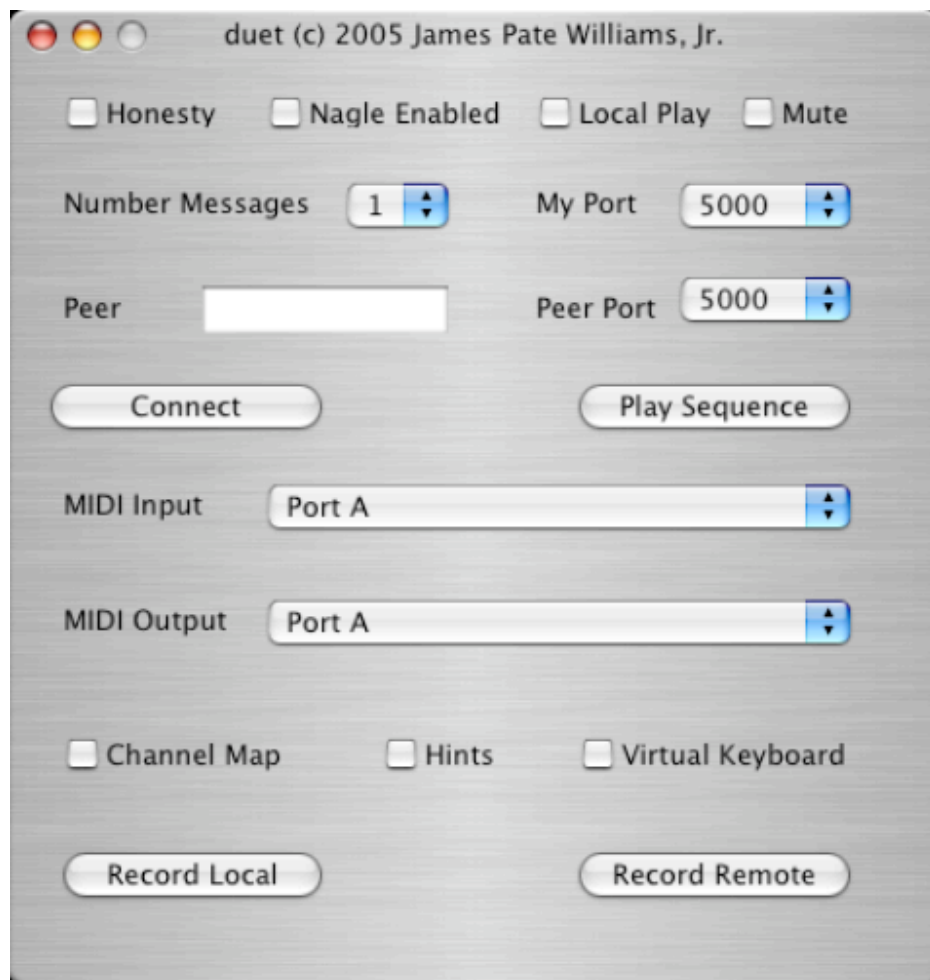 duet (c) 2005 James Pate Williams, Jr.
Honesty Nagle Enabled Local Play Mute
Number Messages 1 My Port 5000
Peer Peer Port 5000
Connect Play Sequence
MIDI Input Port A
MIDI Output Port A
Channel Map Hints Virtual Keyboard
Record Local Record Remote